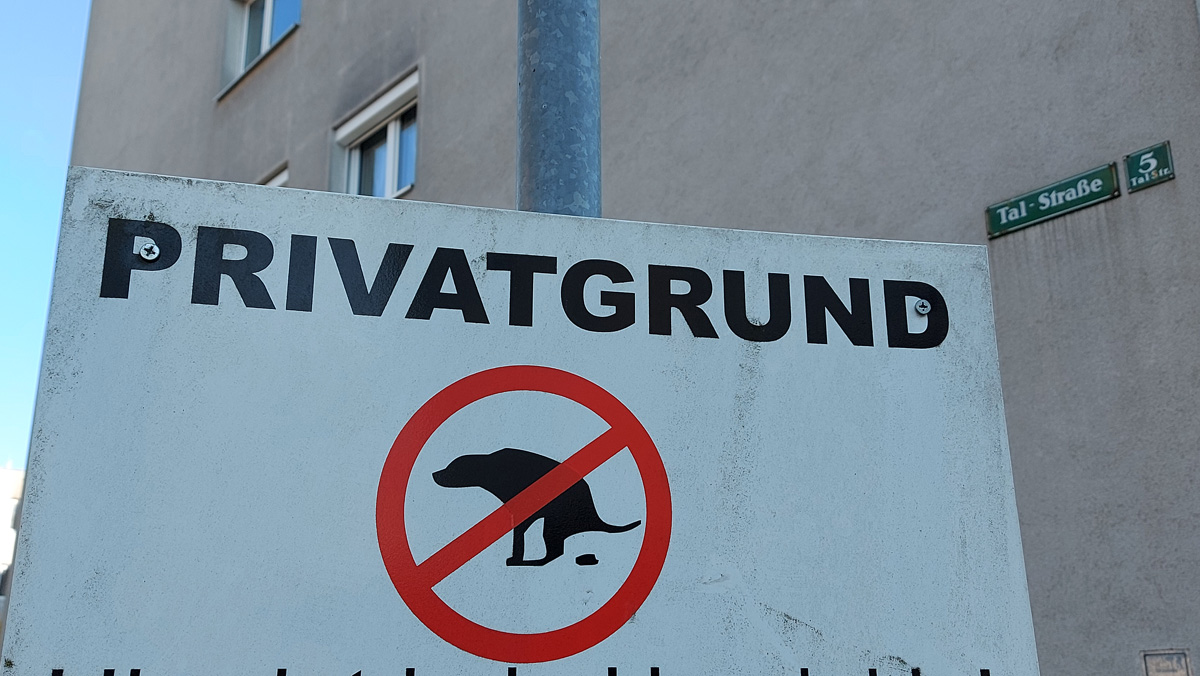 PRIVATGRUND
Tal-Straße
5
Tal Str.